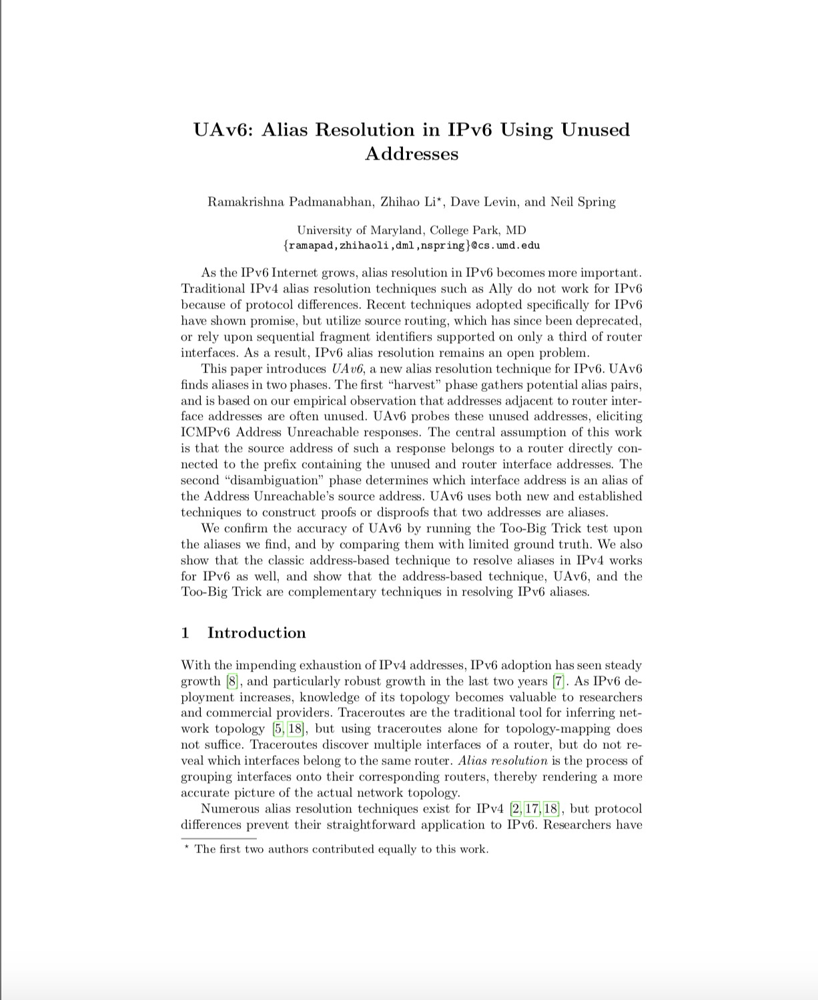 UAv6: Alias Resolution in IPv6 Using Unused
Addresses
Ramakrishna Padmanabhan, Zhihao Li*, Dave Levin, and Neil Spring
University of Maryland, College Park, MD
{ramapad,zhihaoli,dml,nspring}@cs.umd.edu
As the IPv6 Internet grows, alias resolution in IPv6 becomes more important.
Traditional IPv4 alias resolution techniques such as Ally do not work for IPv6
because of protocol differences. Recent techniques adopted specifically for IPv6
have shown promise, but utilize source routing, which has since been deprecated,
or rely upon sequential fragment identifiers supported on only a third of router
interfaces. As a result, IPv6 alias resolution remains an open problem.
This paper introduces UAv6, a new alias resolution technique for IPv6. UAv6
finds aliases in two phases. The first “harvest” phase gathers potential alias pairs,
and is based on our empirical observation that addresses adjacent to router inter-
face addresses are often unused. UAv6 probes these unused addresses, eliciting
ICMPv6 Address Unreachable responses. The central assumption of this work
is that the source address of such a response belongs to a router directly con-
nected to the prefix containing the unused and router interface addresses. The
second “disambiguation” phase determines which interface address is an alias of
the Address Unreachable’s source address. UAv6 uses both new and established
techniques to construct proofs or disproofs that two addresses are aliases.
We confirm the accuracy of UAv6 by running the Too-Big Trick test upon
the aliases we find, and by comparing them with limited ground truth. We also
show that the classic address-based technique to resolve aliases in IPv4 works
for IPv6 as well, and show that the address-based technique, UAv6, and the
Too-Big Trick are complementary techniques in resolving IPv6 aliases.
1 Introduction
With the impending exhaustion of IPv4 addresses, IPv6 adoption has seen steady
growth [8], and particularly robust growth in the last two years [7]. As IPv6 de-
ployment increases, knowledge of its topology becomes valuable to researchers
and commercial providers. Traceroutes are the traditional tool for inferring net-
work topology [5,18], but using traceroutes alone for topology-mapping does
not suffice. Traceroutes discover multiple interfaces of a router, but do not re-
veal which interfaces belong to the same router. Alias resolution is the process of
grouping interfaces onto their corresponding routers, thereby rendering a more
accurate picture of the actual network topology.
Numerous alias resolution techniques exist for IPv4 [2,17,18], but protocol
differences prevent their straightforward application to IPv6. Researchers have
* The first two authors contributed equally to this work.